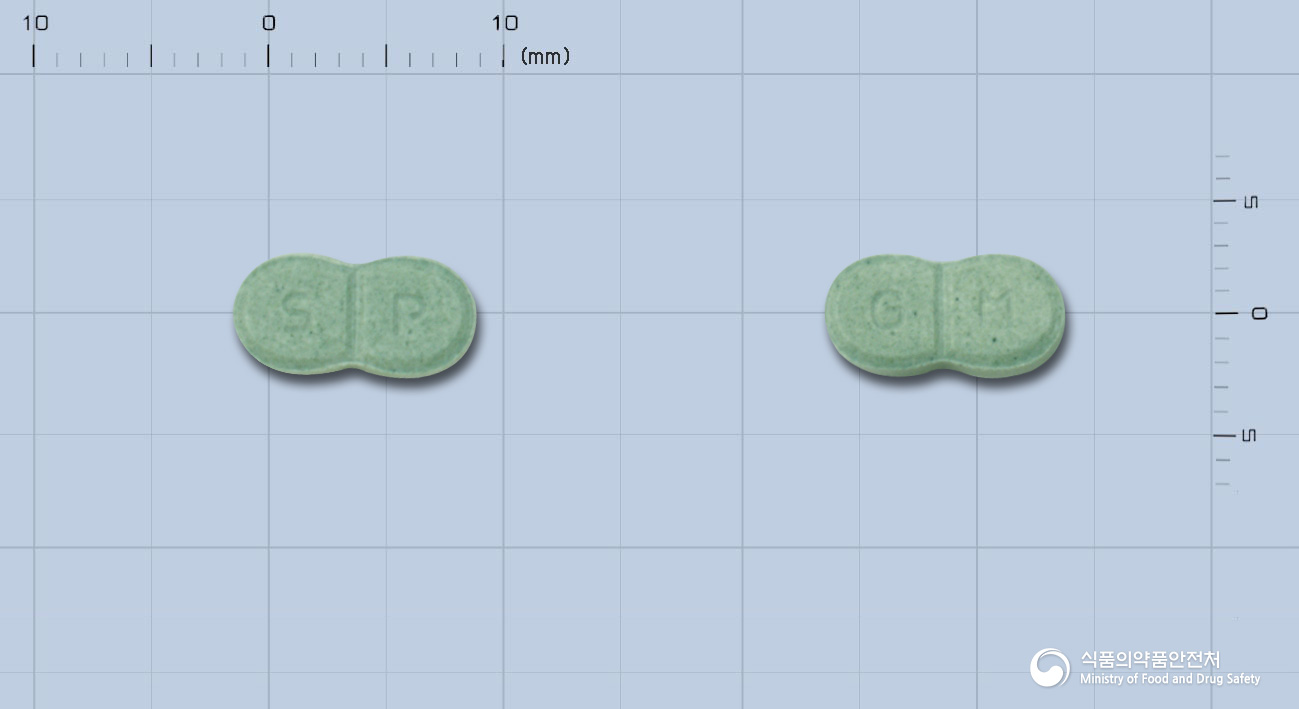 10 0 10
(mm)
5
0
5
S P
G M
식품의약품안전처
Ministry of Food and Drug Safety